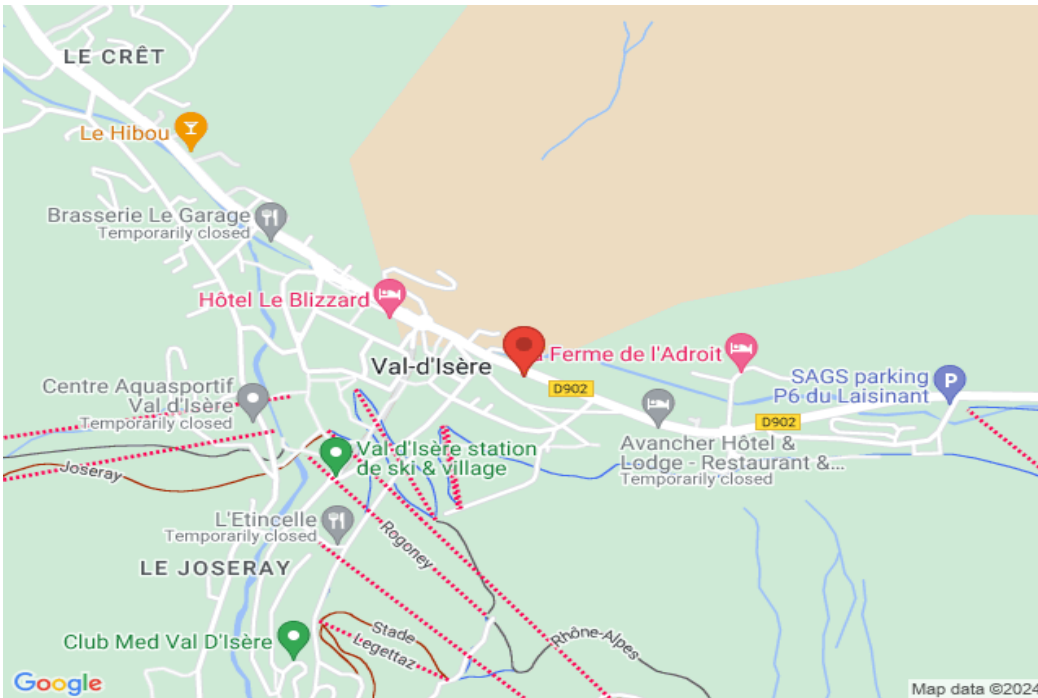 LE CRÊT
Le Hibou
Brasserie Le Garage
Temporarily closed
Hôtel Le Blizzard
Val-d'Isère
Ferme de l'Adroit
D902
SAGS parking
P6 du Laisinant
P
D902
Centre Aquasportif
Val d'Isère
Temporarily closed
Avancher Hôtel &
Lodge - Restaurant &...
Temporarily closed
Joseray
Val d'Isère station
de ski & village
L'Etincelle
Temporarily closed
Rogoney
LE JOSERAY
Club Med Val D'Isère
Stade
Legettaz
Rhône-Alpes
Google
Map data ©2024